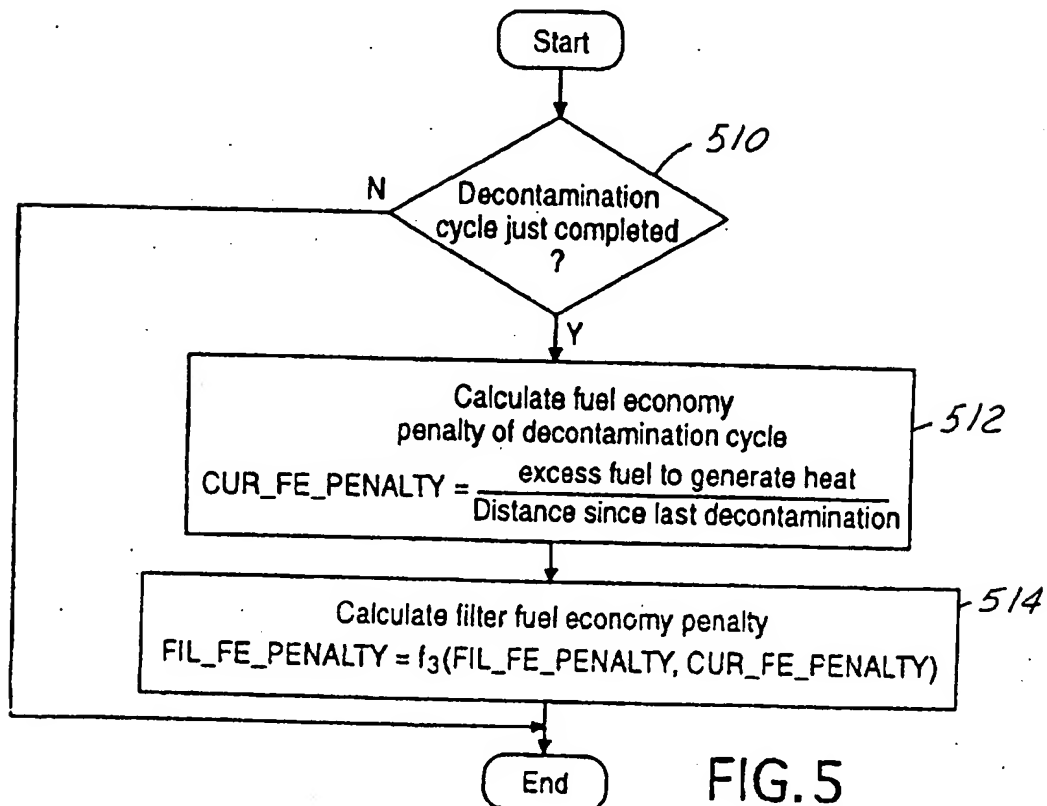 Start
510
N
Decontamination
cycle just completed
?
Y
Calculate fuel economy
penalty of decontamination cycle
512
CUR_FE_PENALTY = excess fuel to generate heat
Distance since last decontamination
Calculate filter fuel economy penalty
514
FIL_FE_PENALTY = f₃(FIL_FE_PENALTY, CUR_FE_PENALTY)
End
FIG. 5